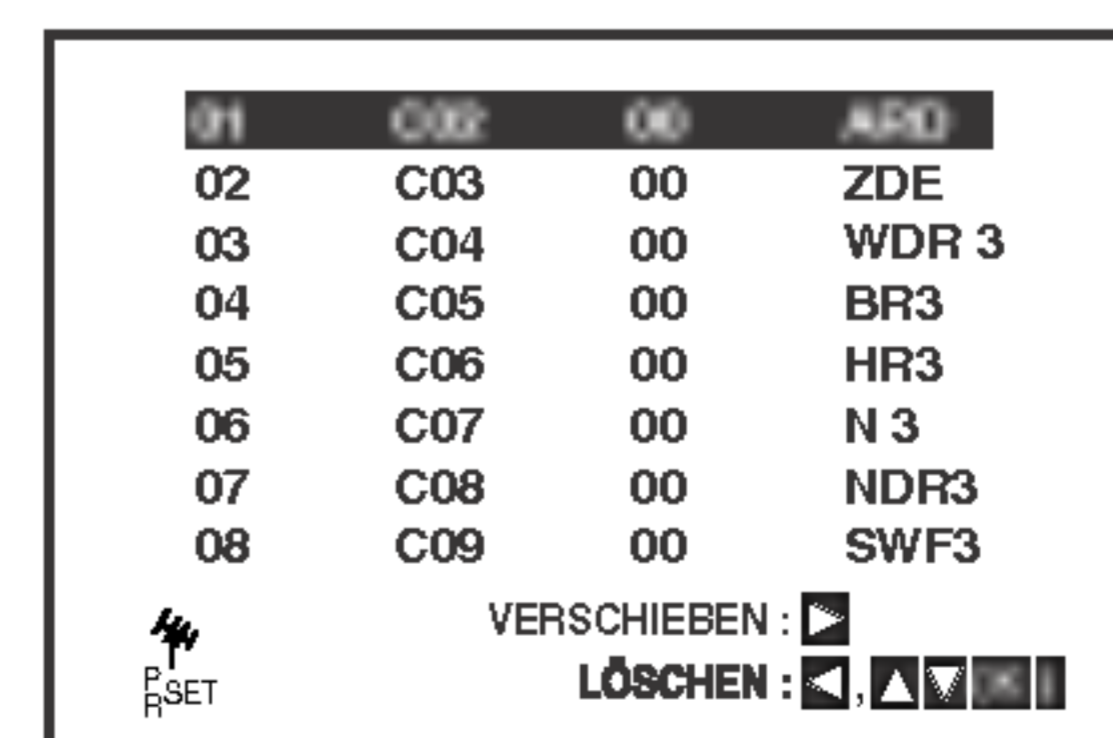 01 C02 00 ARD
02 C03 00 ZDE
03 C04 00 WDR 3
04 C05 00 BR3
05 C06 00 HR3
06 C07 00 N 3
07 C08 00 NDR3
08 C09 00 SWF3
VERSCHIEBEN :
PR SET
LÖSCHEN : ,